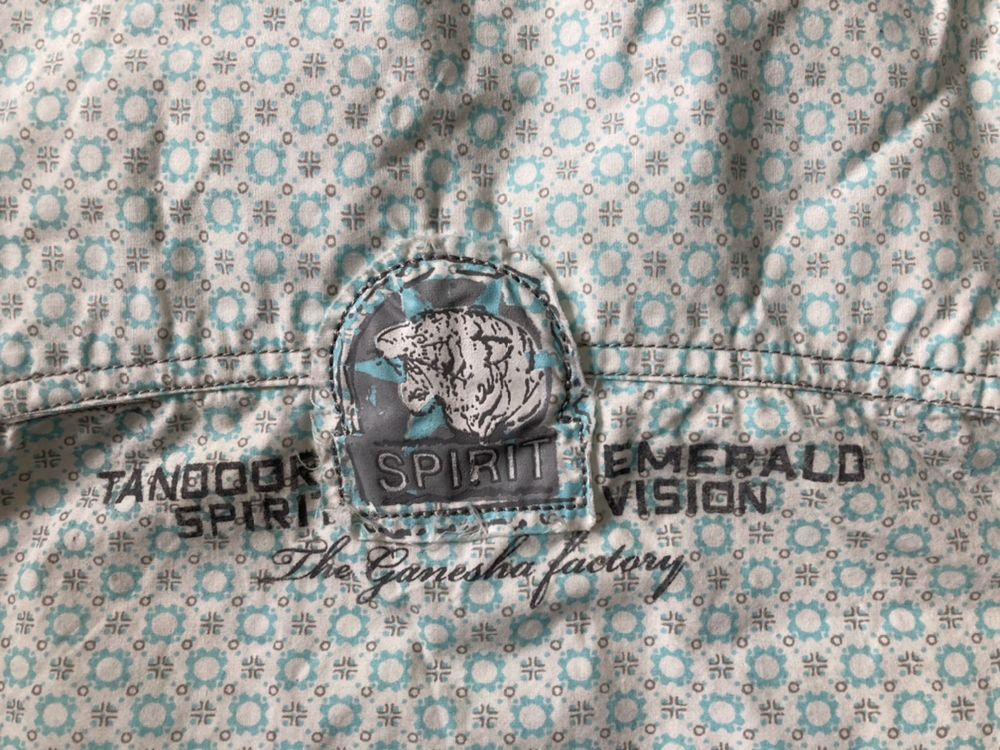 SPIRIT
TANDOOR EMERALD
SPIRIT VISION
The Ganesha factory